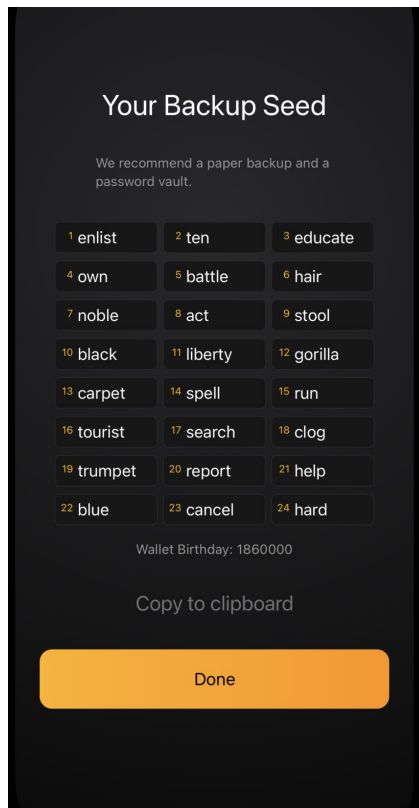 Your Backup Seed
We recommend a paper backup and a
password vault.
1 enlist 2 ten 3 educate
4 own 5 battle 6 hair
7 noble 8 act 9 stool
10 black 11 liberty 12 gorilla
13 carpet 14 spell 15 run
16 tourist 17 search 18 clog
19 trumpet 20 report 21 help
22 blue 23 cancel 24 hard
Wallet Birthday: 1860000
Copy to clipboard
Done